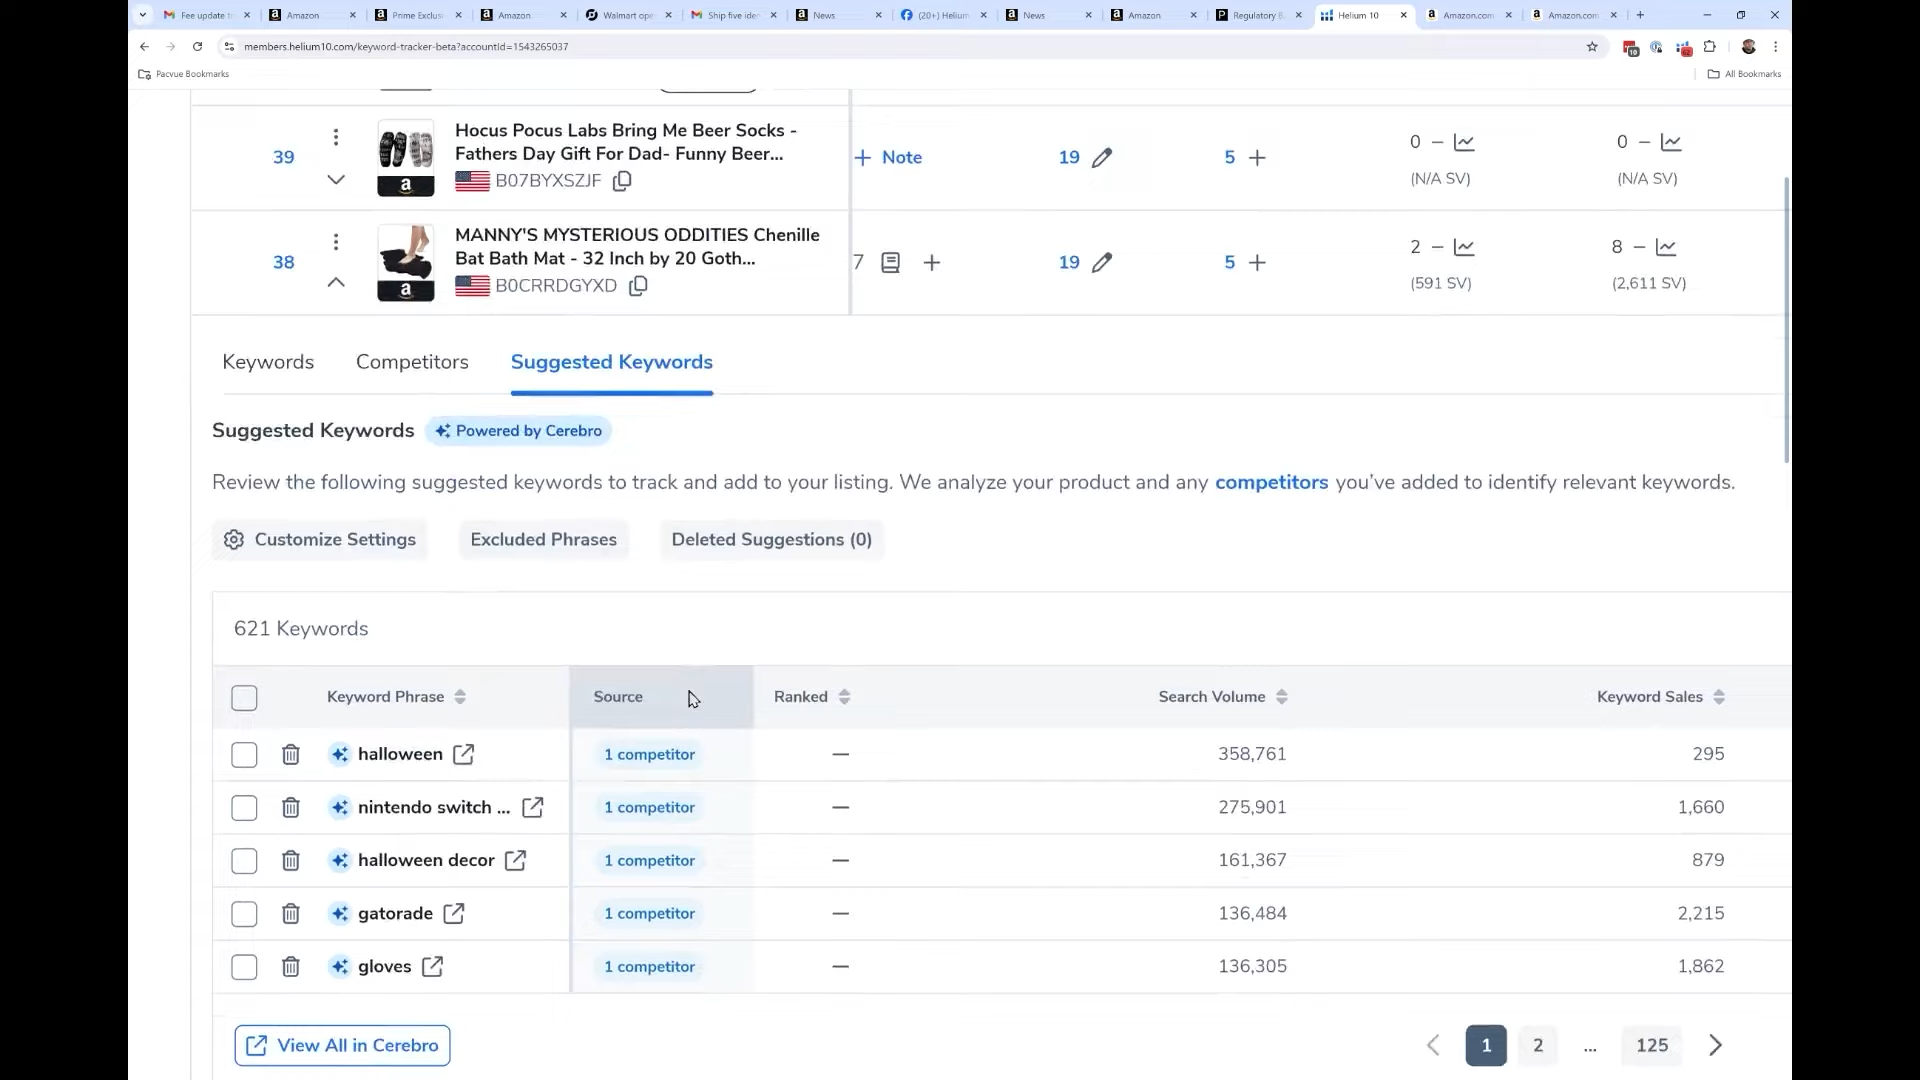 Fee update t
Amazon
Prime Exclus
Amazon
Walmart ope
Ship five ide
News
(20+) Helium
News
Amazon
Regulatory B
Helium 10
Amazon.com
Amazon.com
members.helium10.com/keyword-tracker-beta?accountId=1543265037
Pacvue Bookmarks
All Bookmarks
39
Hocus Pocus Labs Bring Me Beer Socks -
Fathers Day Gift For Dad- Funny Beer...
B07BYXSZJF
+ Note
19
5 +
0 –
(N/A SV)
0 –
(N/A SV)
38
MANNY'S MYSTERIOUS ODDITIES Chenille
Bat Bath Mat - 32 Inch by 20 Goth...
B0CRRDGYXD
7 +
19
5 +
2 –
(591 SV)
8 –
(2,611 SV)
Keywords Competitors Suggested Keywords
Suggested Keywords Powered by Cerebro
Review the following suggested keywords to track and add to your listing. We analyze your product and any competitors you've added to identify relevant keywords.
Customize Settings Excluded Phrases Deleted Suggestions (0)
621 Keywords
Keyword Phrase Source Ranked Search Volume Keyword Sales
halloween 1 competitor — 358,761 295
nintendo switch ... 1 competitor — 275,901 1,660
halloween decor 1 competitor — 161,367 879
gatorade 1 competitor — 136,484 2,215
gloves 1 competitor — 136,305 1,862
View All in Cerebro
1 2 ... 125